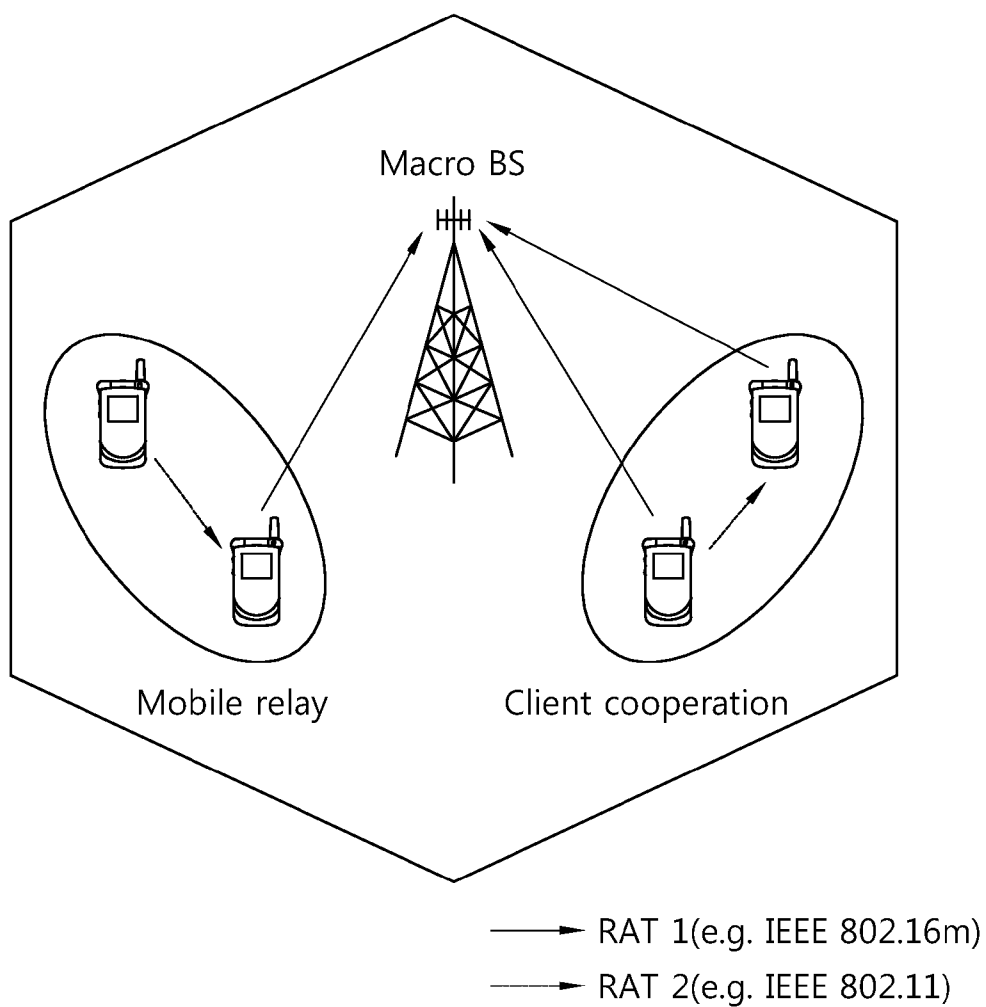 Macro BS
Mobile relay
Client cooperation
RAT 1(e.g. IEEE 802.16m)
RAT 2(e.g. IEEE 802.11)